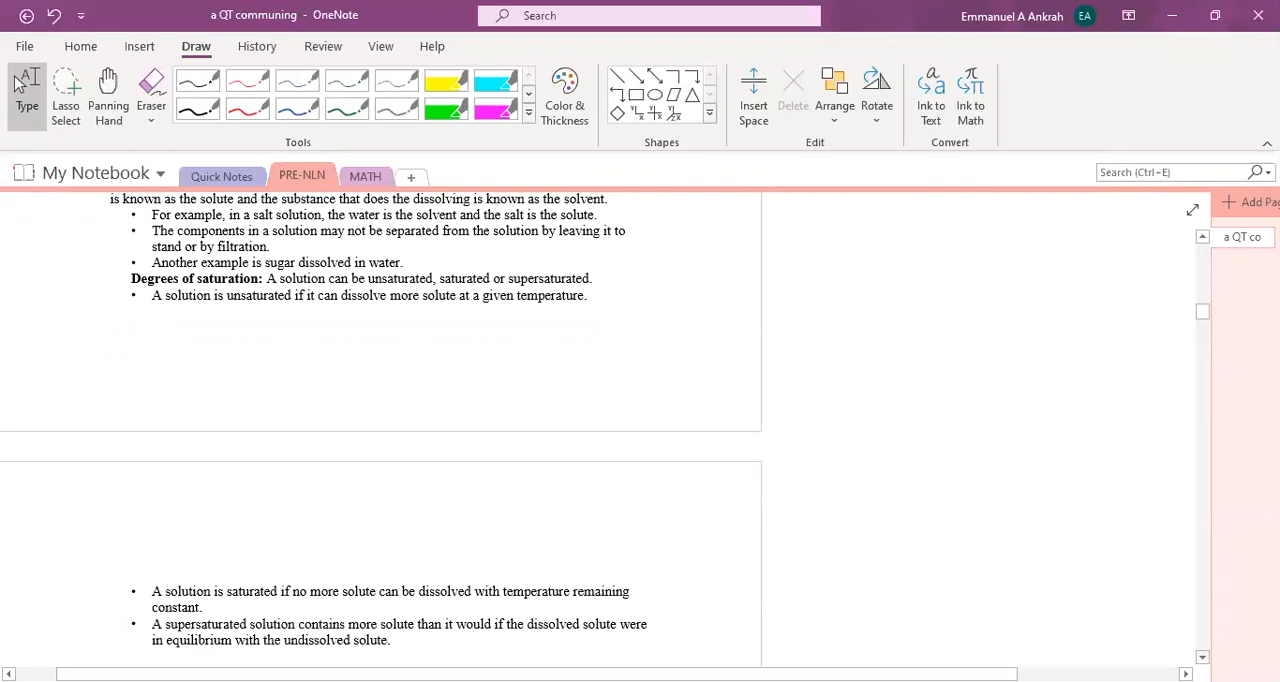 a QT communing - OneNote
Search
Emmanuel A Ankrah
EA
File
Home
Insert
Draw
History
Review
View
Help
Type
Lasso
Select
Panning
Hand
Eraser
Color &
Thickness
Insert
Space
Delete
Arrange
Rotate
Ink to
Text
Ink to
Math
Tools
Shapes
Edit
Convert
My Notebook
Quick Notes
PRE-NLN
MATH
+
Search (Ctrl+E)
Add Pag
a QT co
is known as the solute and the substance that does the dissolving is known as the solvent.
• For example, in a salt solution, the water is the solvent and the salt is the solute.
• The components in a solution may not be separated from the solution by leaving it to
stand or by filtration.
• Another example is sugar dissolved in water.
Degrees of saturation: A solution can be unsaturated, saturated or supersaturated.
• A solution is unsaturated if it can dissolve more solute at a given temperature.
• A solution is saturated if no more solute can be dissolved with temperature remaining
constant.
• A supersaturated solution contains more solute than it would if the dissolved solute were
in equilibrium with the undissolved solute.